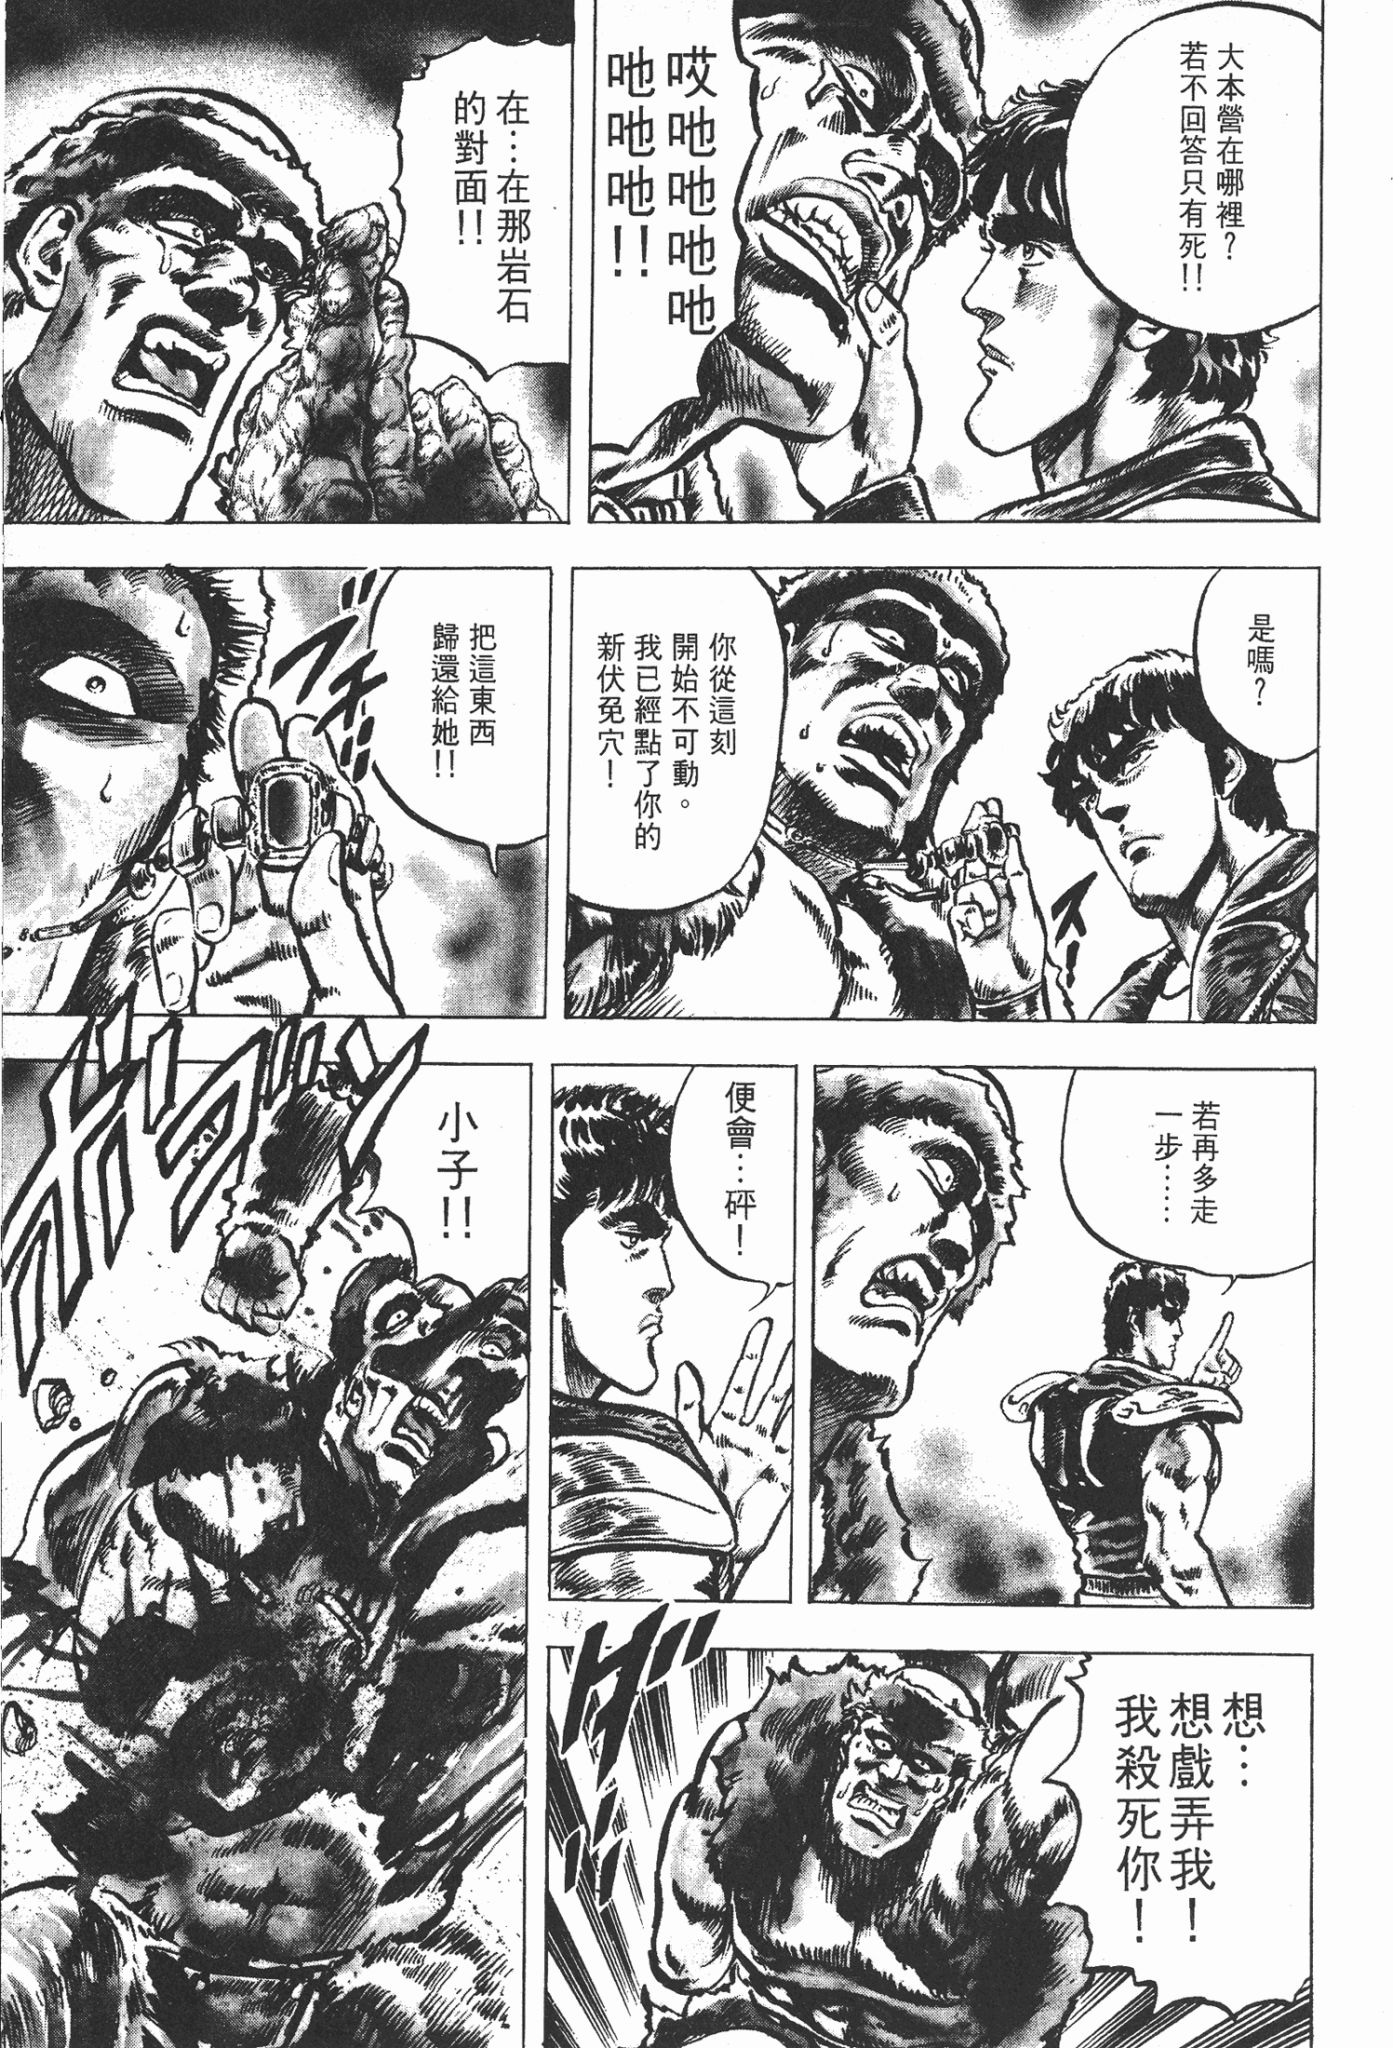 大本營在哪裡？
若不回答只有死!!
哎吔吔吔吔
吔吔吔!!
在…在那岩石
的對面!!
是嗎？
ス
你從這刻
開始不可動。
我已經點了你的
新伏免穴！
ブチ
把這東西
歸還給她!!
若再多走
一步……
便會…砰！
想…
想戲弄我！
我殺死你！
小子!!